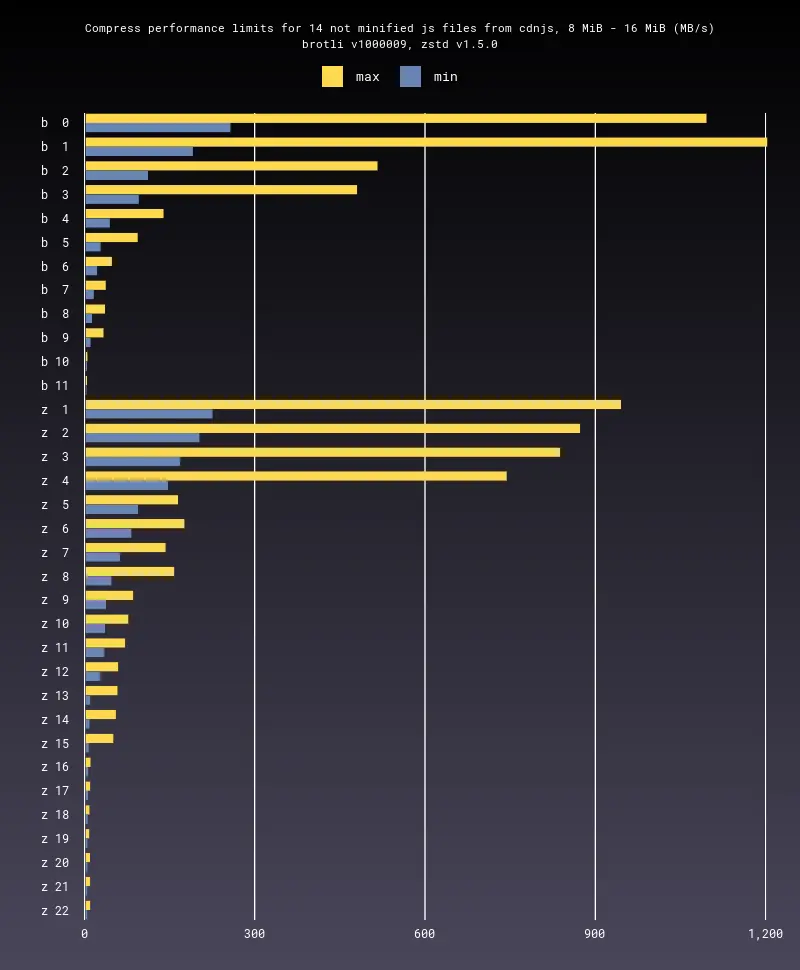 Compress performance limits for 14 not minified js files from cdnjs, 8 MiB - 16 MiB (MB/s)
brotli v1000009, zstd v1.5.0
max min
b 0
b 1
b 2
b 3
b 4
b 5
b 6
b 7
b 8
b 9
b 10
b 11
z 1
z 2
z 3
z 4
z 5
z 6
z 7
z 8
z 9
z 10
z 11
z 12
z 13
z 14
z 15
z 16
z 17
z 18
z 19
z 20
z 21
z 22
0 300 600 900 1,200